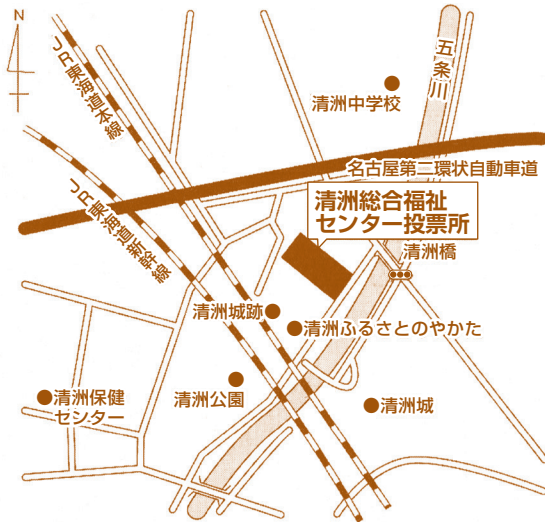 N
JR東海道本線
五条川
清洲中学校
名古屋第二環状自動車道
JR東海道新幹線
清洲総合福祉
センター投票所
清洲橋
清洲城跡
清洲ふるさとのやかた
清洲公園
清洲保健
センター
清洲城